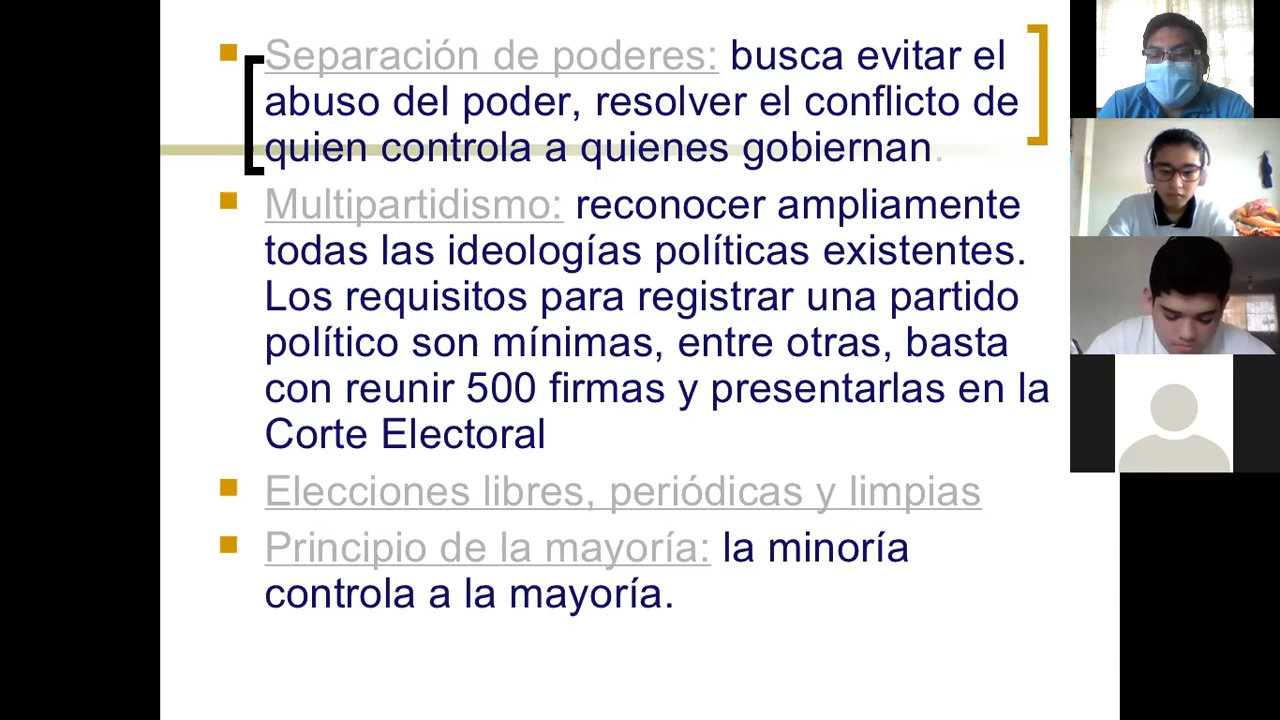 Separación de poderes: busca evitar el
abuso del poder, resolver el conflicto de
quien controla a quienes gobiernan.
Multipartidismo: reconocer ampliamente
todas las ideologías políticas existentes.
Los requisitos para registrar una partido
político son mínimas, entre otras, basta
con reunir 500 firmas y presentarlas en la
Corte Electoral
Elecciones libres, periódicas y limpias
Principio de la mayoría: la minoría
controla a la mayoría.